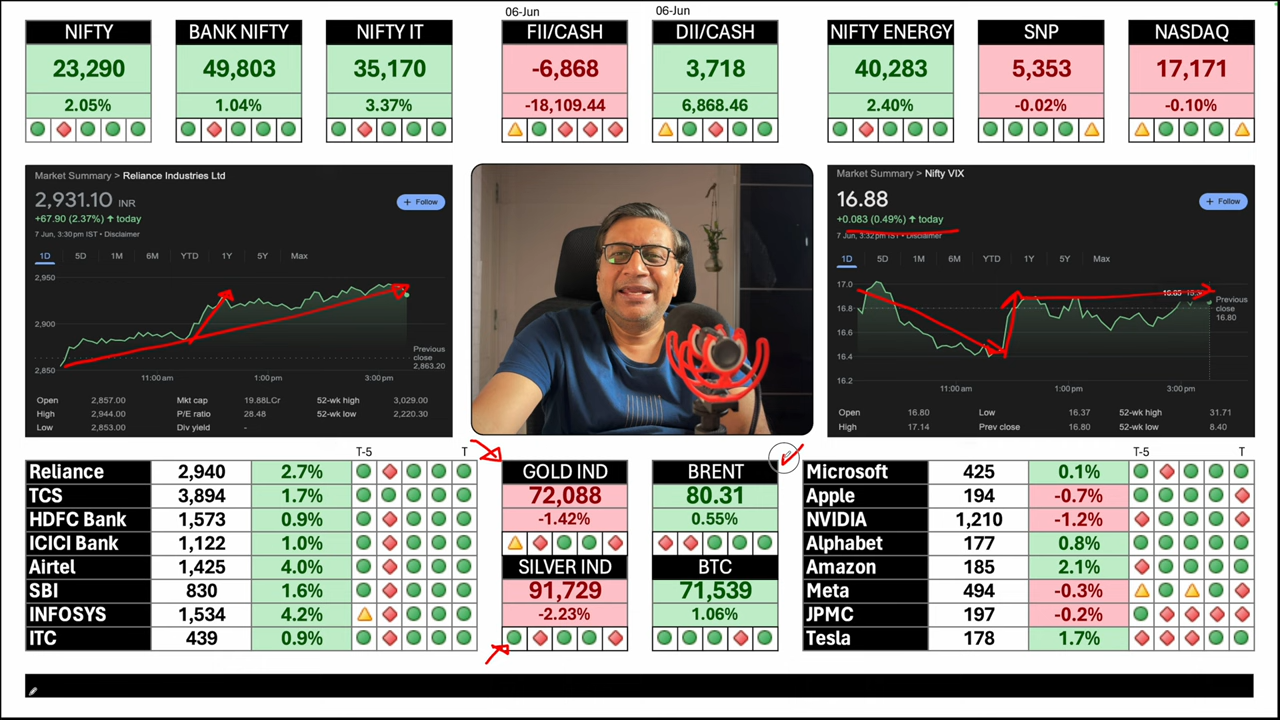 06-Jun
06-Jun
NIFTY
BANK NIFTY
NIFTY IT
FII/CASH
DII/CASH
NIFTY ENERGY
SNP
NASDAQ
23,290
49,803
35,170
-6,868
3,718
40,283
5,353
17,171
2.05%
1.04%
3.37%
-18,109.44
6,868.46
2.40%
-0.02%
-0.10%
Market Summary > Reliance Industries Ltd
2,931.10 INR
+ Follow
+67.90 (2.37%) ↑ today
7 Jun, 3:30 pm IST • Disclaimer
1D 5D 1M 6M YTD 1Y 5Y Max
2,950
2,900
2,850
Previous
close
2,863.20
11:00 am 1:00 pm 3:00 pm
Open 2,857.00 Mkt cap 19.88LCr 52-wk high 3,029.00
High 2,944.00 P/E ratio 28.48 52-wk low 2,220.30
Low 2,853.00 Div yield -
Market Summary > Nifty VIX
16.88
+ Follow
+0.083 (0.49%) ↑ today
7 Jun, 3:32 pm IST • Disclaimer
1D 5D 1M 6M YTD 1Y 5Y Max
17.0
16.8
16.6
16.4
16.2
Previous
close
16.80
11:00 am 1:00 pm 3:00 pm
Open 16.80 Low 16.37 52-wk high 31.71
High 17.14 Prev close 16.80 52-wk low 8.40
T-5 T
Reliance 2,940 2.7%
TCS 3,894 1.7%
HDFC Bank 1,573 0.9%
ICICI Bank 1,122 1.0%
Airtel 1,425 4.0%
SBI 830 1.6%
INFOSYS 1,534 4.2%
ITC 439 0.9%
GOLD IND
72,088
-1.42%
SILVER IND
91,729
-2.23%
BRENT
80.31
0.55%
BTC
71,539
1.06%
T-5 T
Microsoft 425 0.1%
Apple 194 -0.7%
NVIDIA 1,210 -1.2%
Alphabet 177 0.8%
Amazon 185 2.1%
Meta 494 -0.3%
JPMC 197 -0.2%
Tesla 178 1.7%